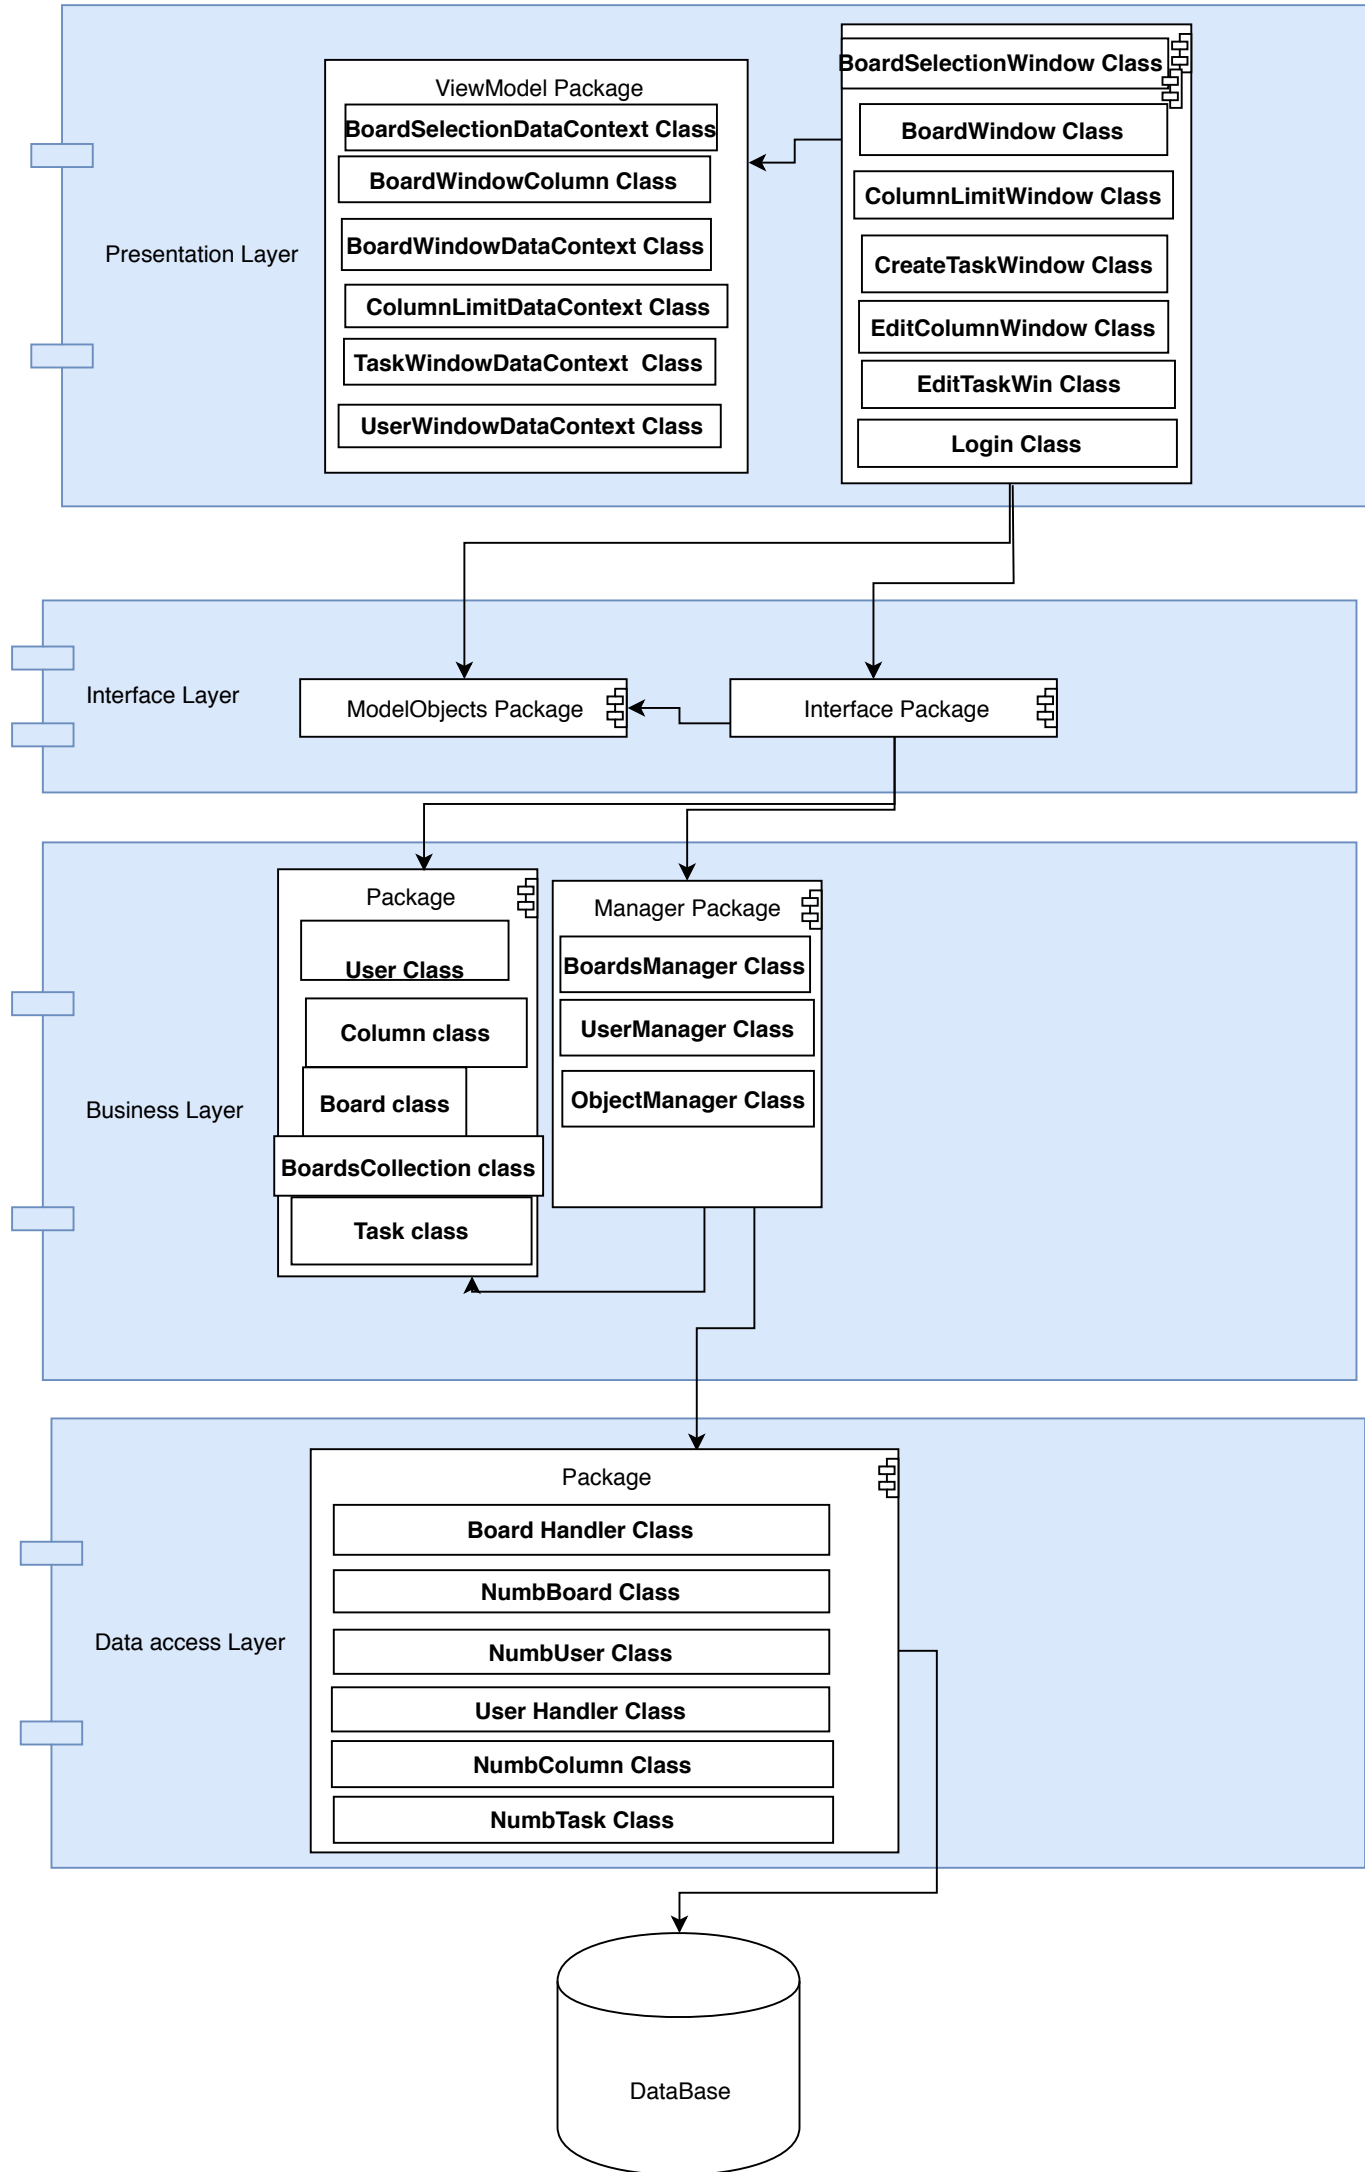 Presentation Layer
ViewModel Package
BoardSelectionDataContext Class
BoardWindowColumn Class
BoardWindowDataContext Class
ColumnLimitDataContext Class
TaskWindowDataContext  Class
UserWindowDataContext Class
BoardSelectionWindow Class
BoardWindow Class
ColumnLimitWindow Class
CreateTaskWindow Class
EditColumnWindow Class
EditTaskWin Class
Login Class
Interface Layer
ModelObjects Package
Interface Package
Business Layer
Package
User Class
Column class
Board class
BoardsCollection class
Task class
Manager Package
BoardsManager Class
UserManager Class
ObjectManager Class
Data access Layer
Package
Board Handler Class
NumbBoard Class
NumbUser Class
User Handler Class
NumbColumn Class
NumbTask Class
DataBase